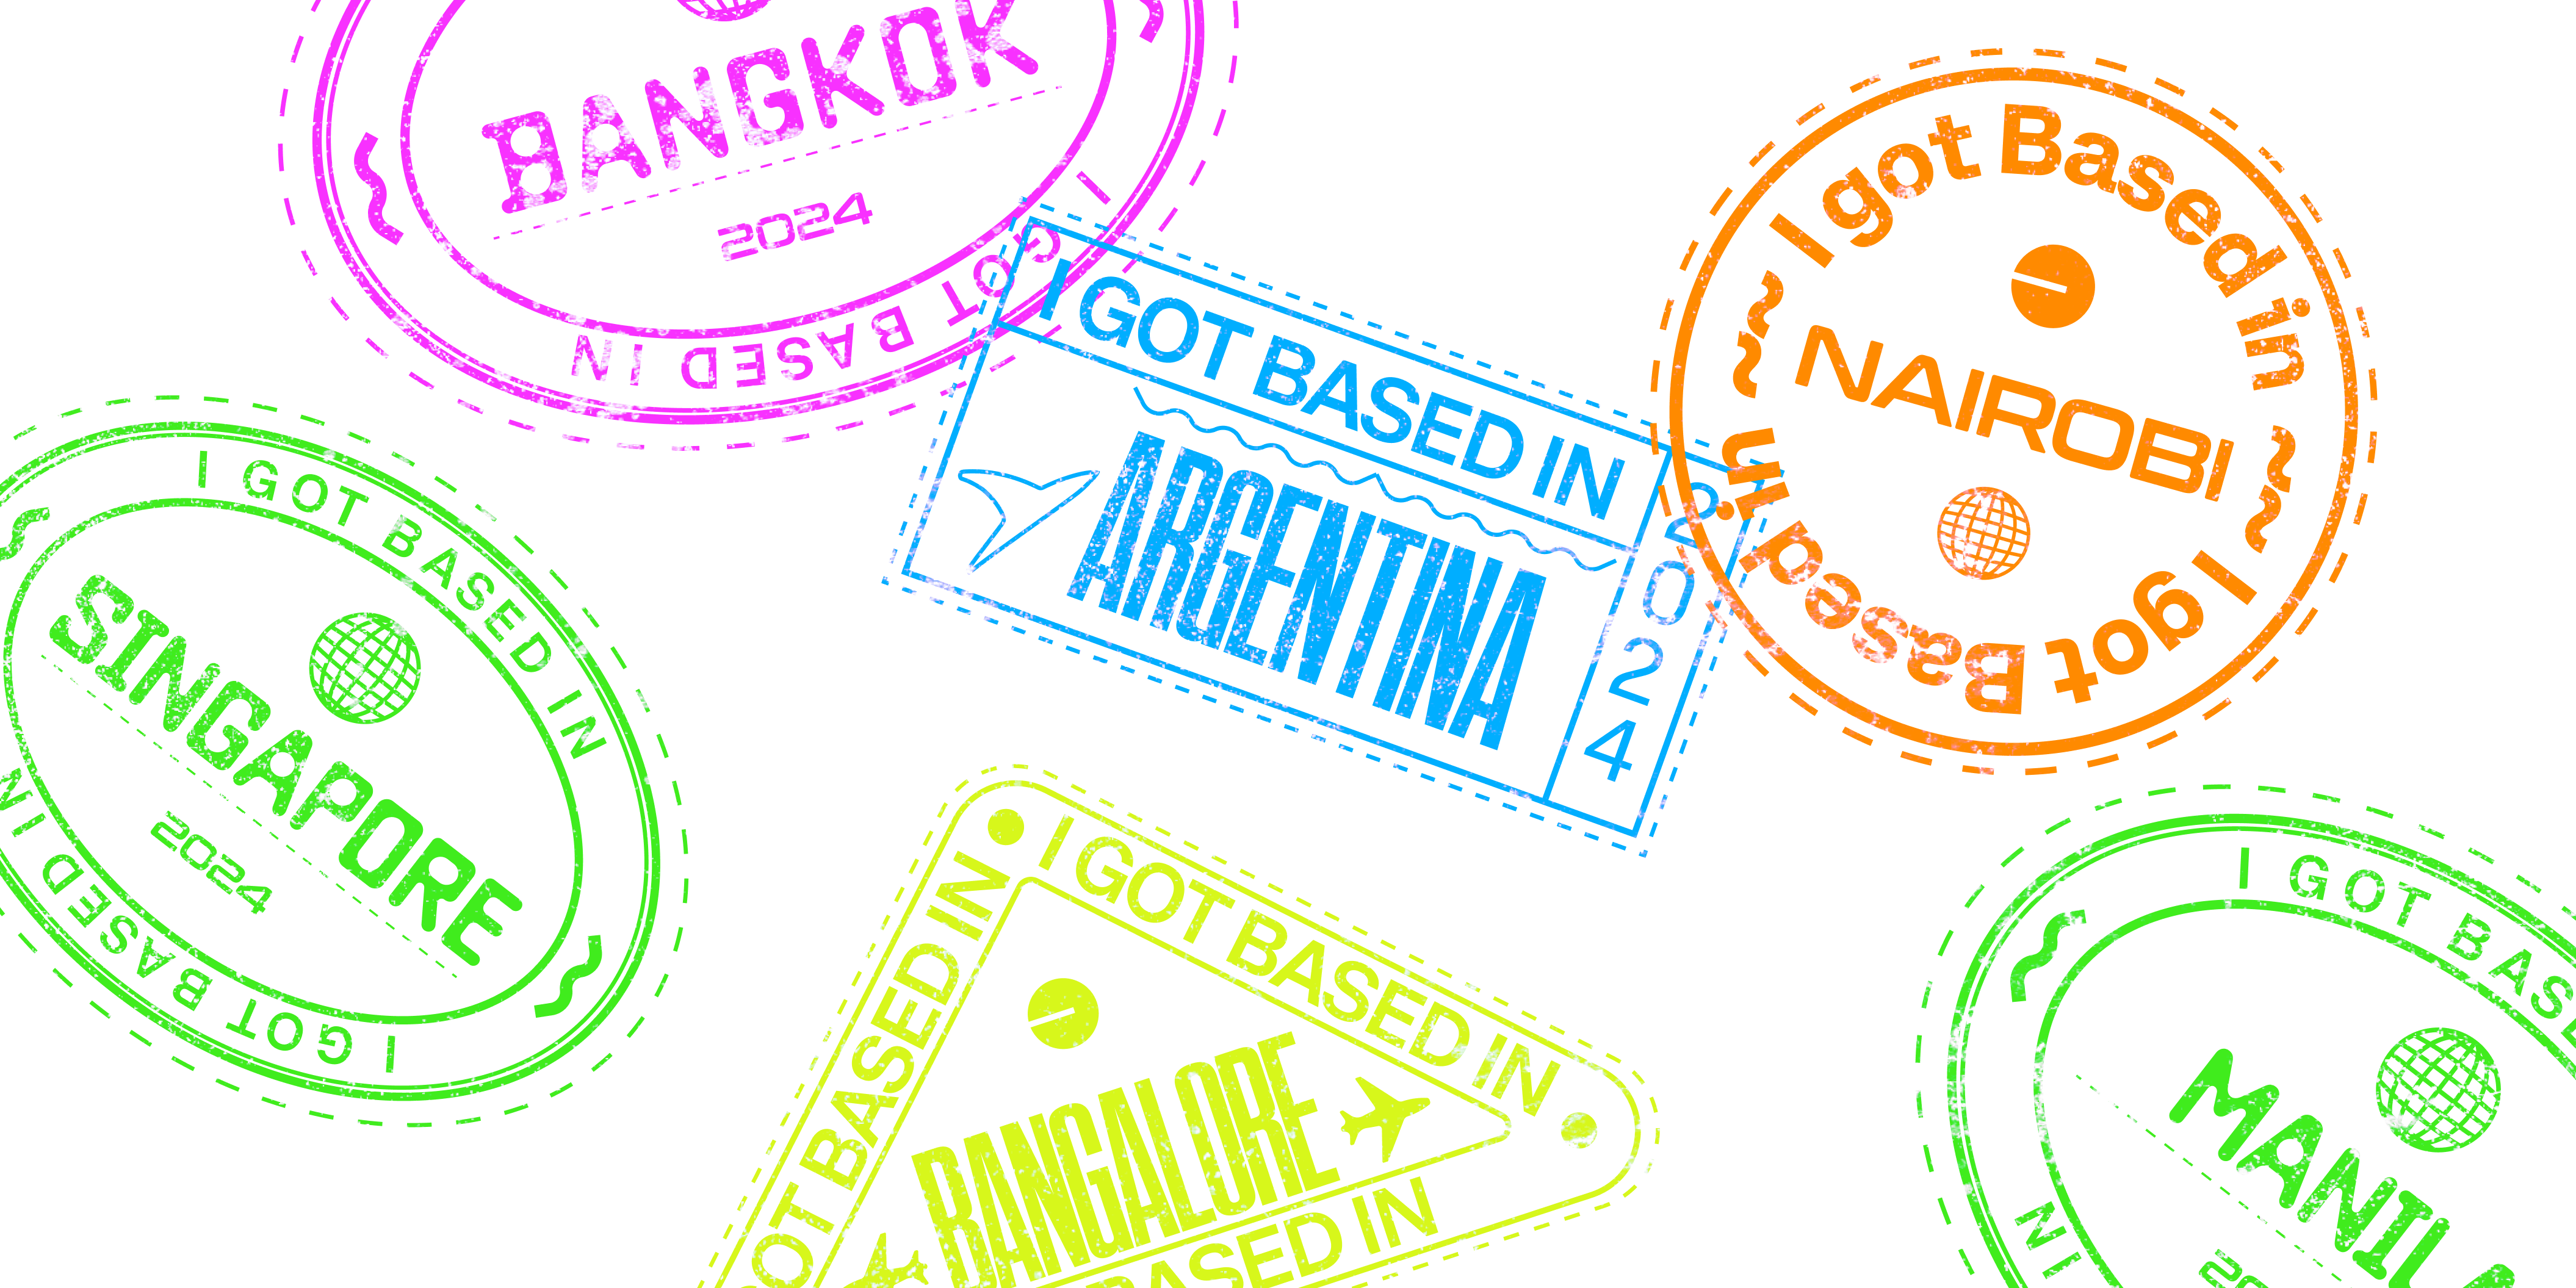 BANGKOK
2024
I GOT BASED IN
I got Based in
NAIROBI
I got Based in
I GOT BASED IN
ARGENTINA
2024
I GOT BASED IN
SINGAPORE
2024
I GOT BASED IN
I GOT BASED IN
GOT BASED IN
BANGALORE
BASED IN
I GOT BASE
MANIL
IN